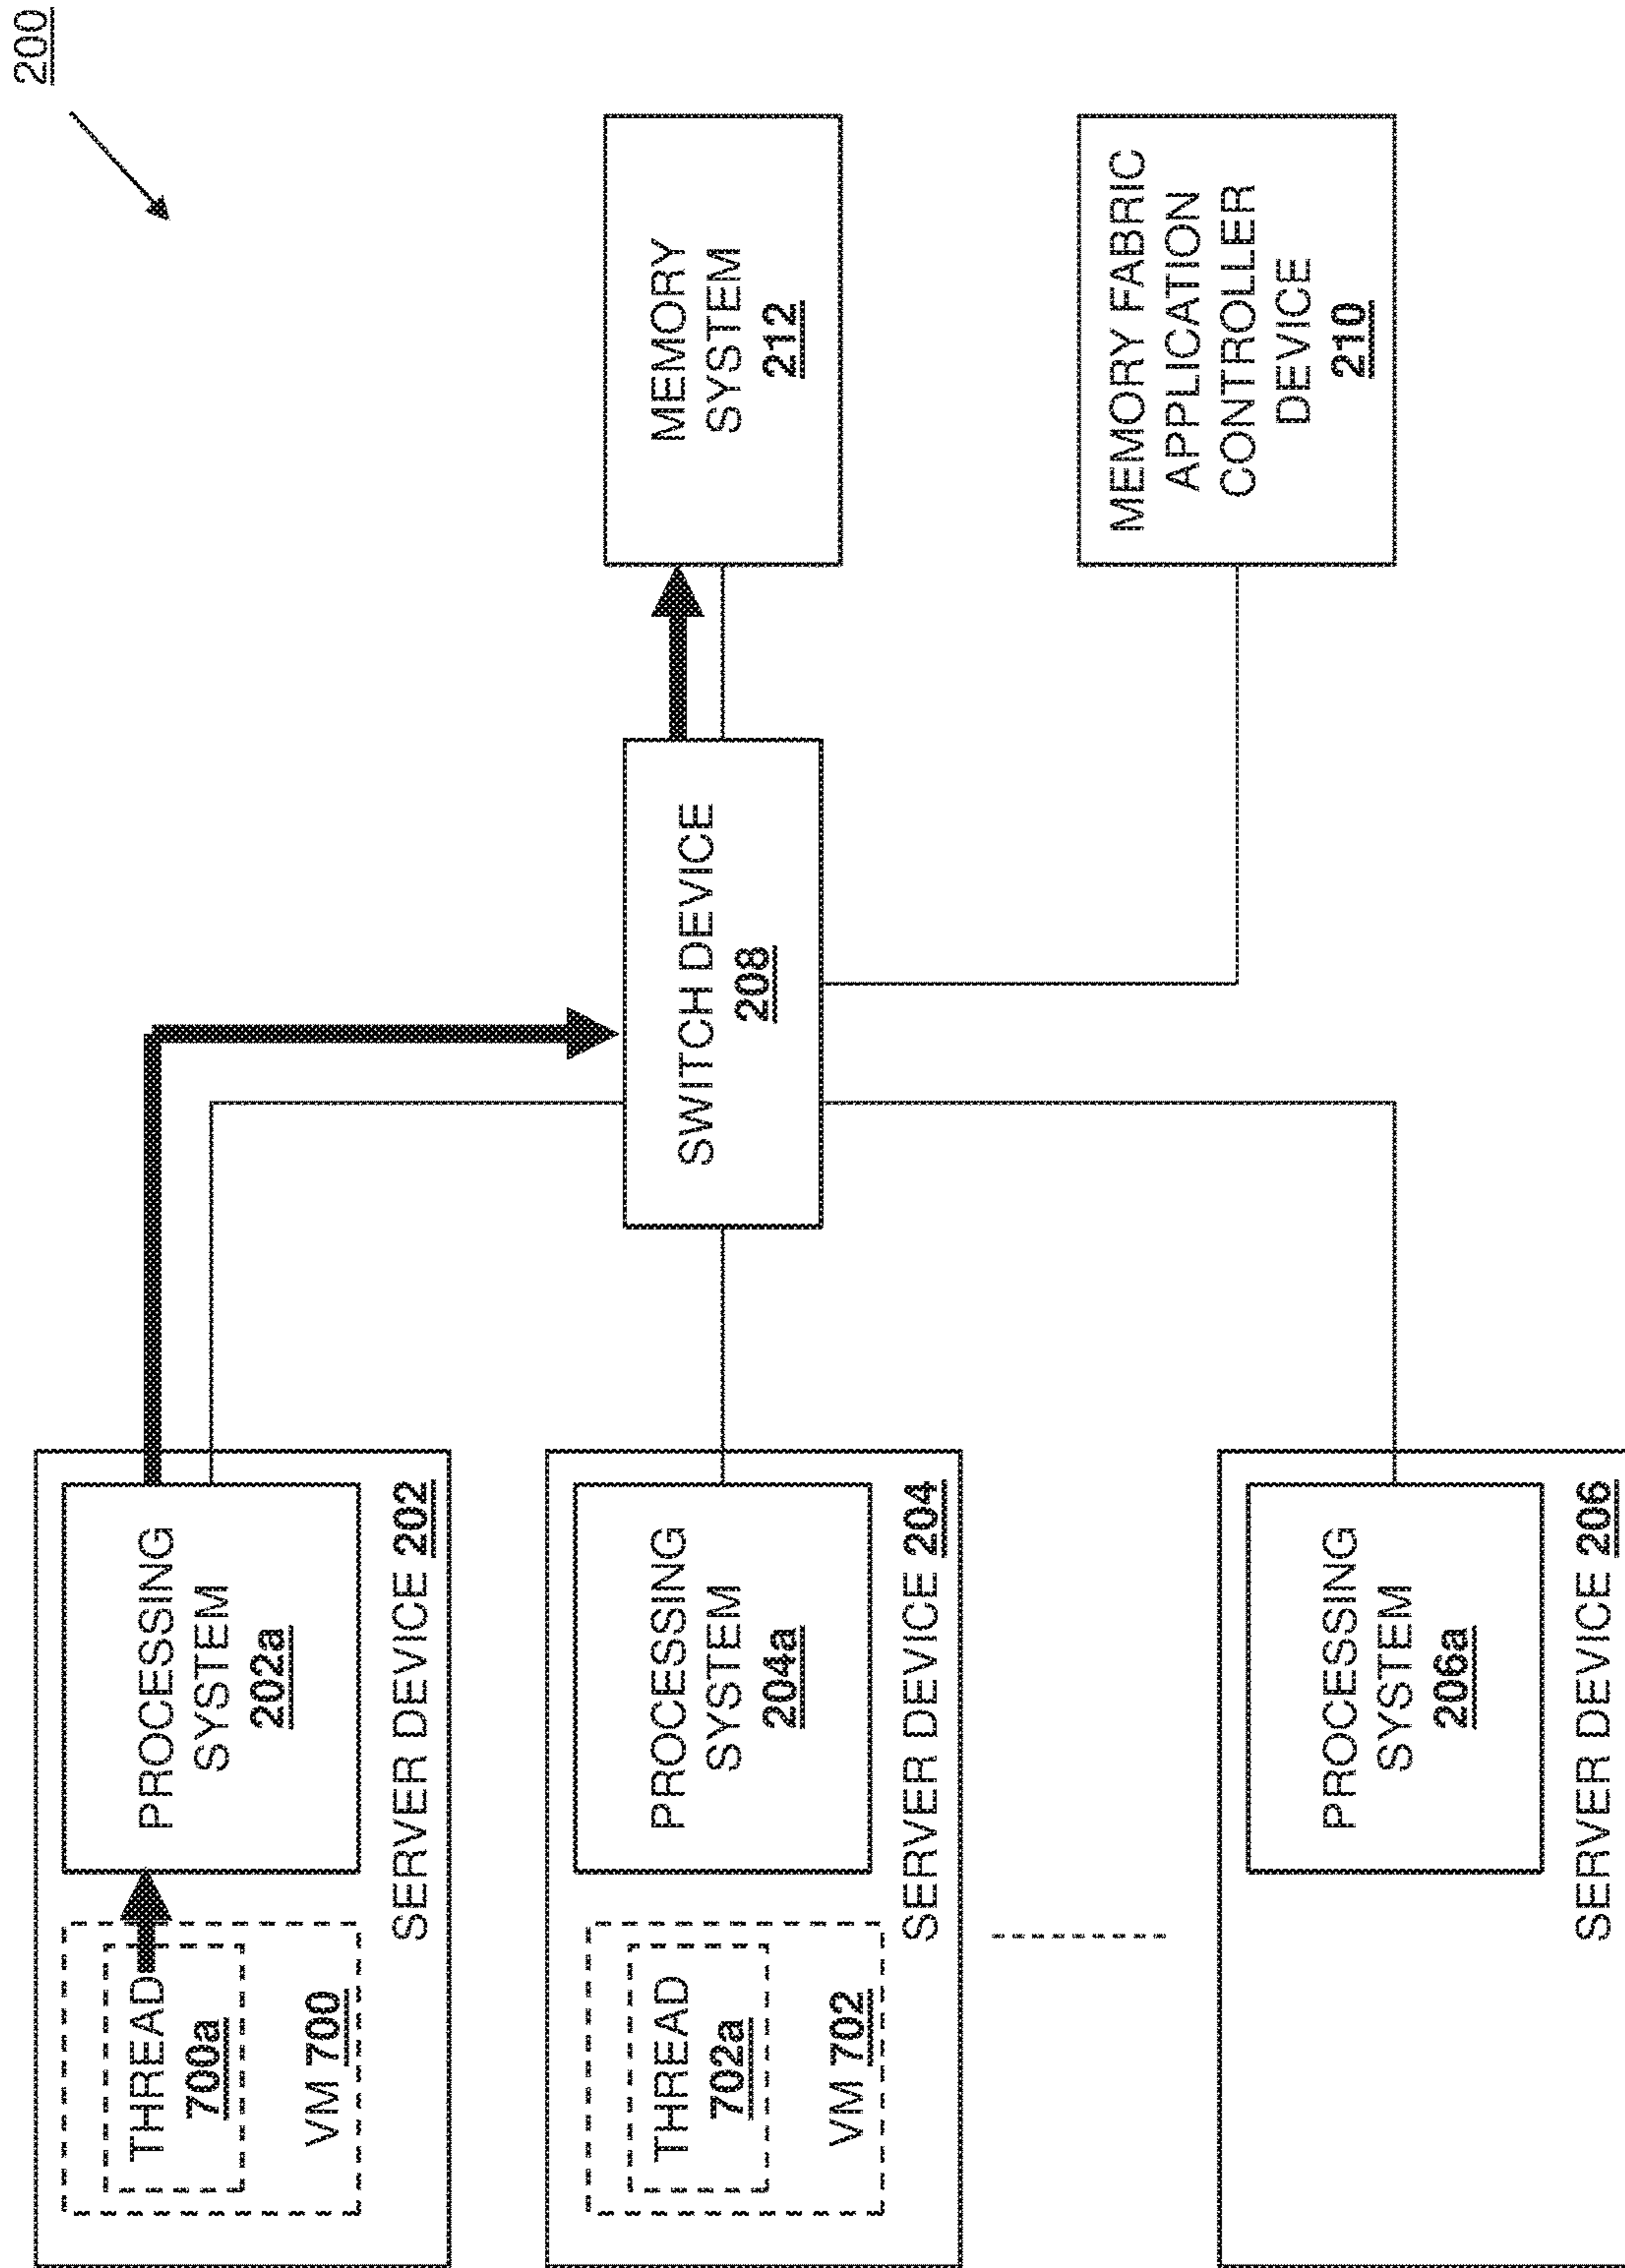 200
THREAD
700a
VM 700
PROCESSING
SYSTEM
202a
SERVER DEVICE 202
THREAD
702a
VM 702
PROCESSING
SYSTEM
204a
SERVER DEVICE 204
PROCESSING
SYSTEM
206a
SERVER DEVICE 206
SWITCH DEVICE
208
MEMORY
SYSTEM
212
MEMORY FABRIC
APPLICATION
CONTROLLER
DEVICE
210